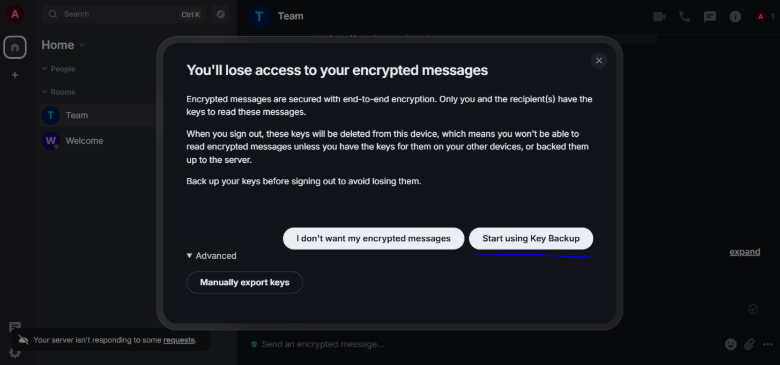 A
Search
Ctrl K
T
Team
A 1
Home
People
Rooms
T
Team
W
Welcome
You'll lose access to your encrypted messages
Encrypted messages are secured with end-to-end encryption. Only you and the recipient(s) have the
keys to read these messages.
When you sign out, these keys will be deleted from this device, which means you won't be able to
read encrypted messages unless you have the keys for them on your other devices, or backed them
up to the server.
Back up your keys before signing out to avoid losing them.
I don't want my encrypted messages
Start using Key Backup
Advanced
Manually export keys
expand
Your server isn't responding to some requests.
Send an encrypted message...